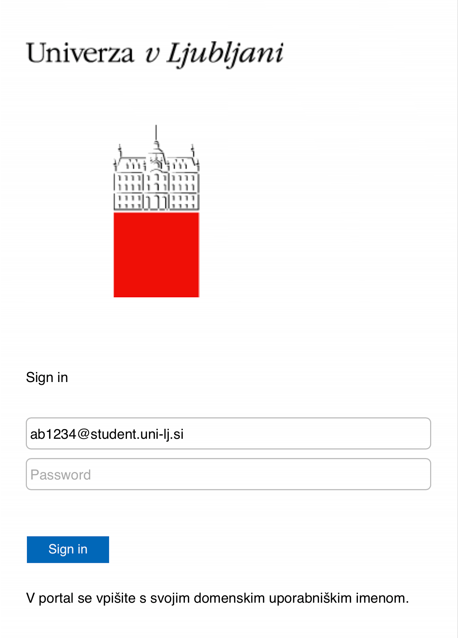 Univerza v Ljubljani
Sign in
ab1234@student.uni-lj.si
Password
Sign in
V portal se vpišite s svojim domenskim uporabniškim imenom.